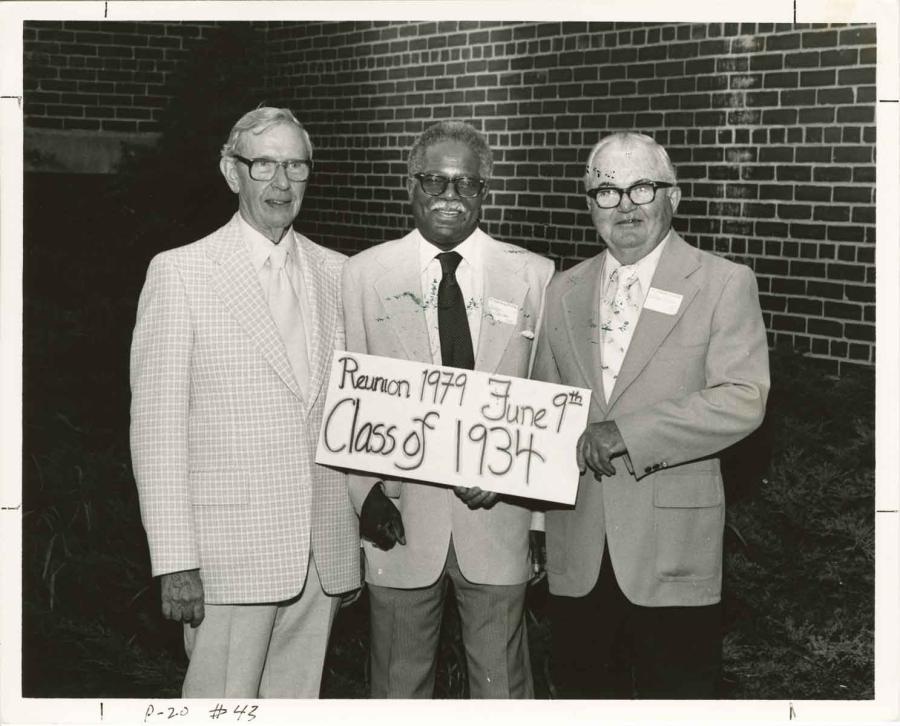 Reunion 1979 June 9th
Class of 1934
P-20 #43